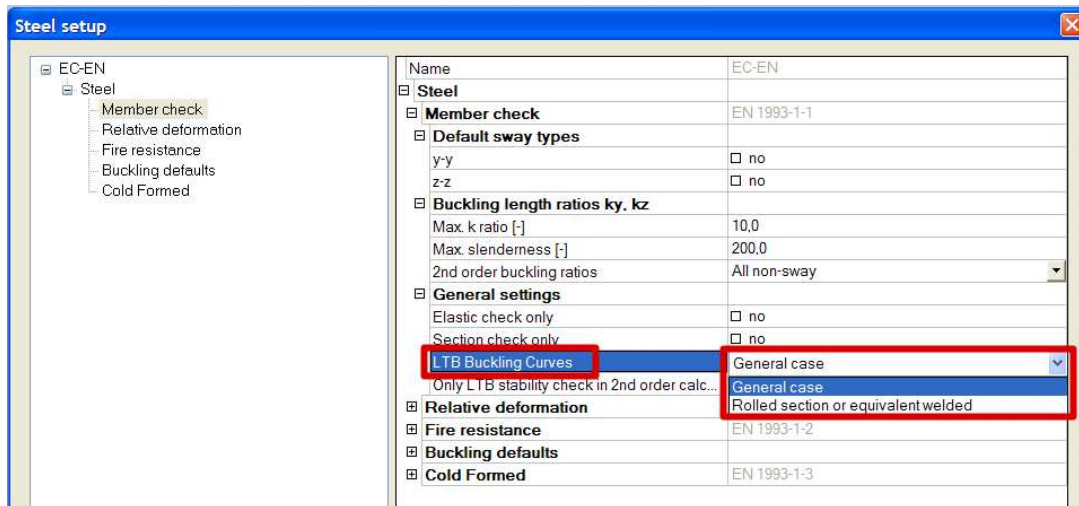 Steel setup
EC-EN
Steel
Member check
Relative deformation
Fire resistance
Buckling defaults
Cold Formed
Name EC-EN
Steel
Member check EN 1993-1-1
Default sway types
y-y no
z-z no
Buckling length ratios ky, kz
Max. k ratio [-] 10,0
Max. slenderness [-] 200,0
2nd order buckling ratios All non-sway
General settings
Elastic check only no
Section check only no
LTB Buckling Curves General case
Only LTB stability check in 2nd order calc... General case
Relative deformation Rolled section or equivalent welded
Fire resistance EN 1993-1-2
Buckling defaults
Cold Formed EN 1993-1-3